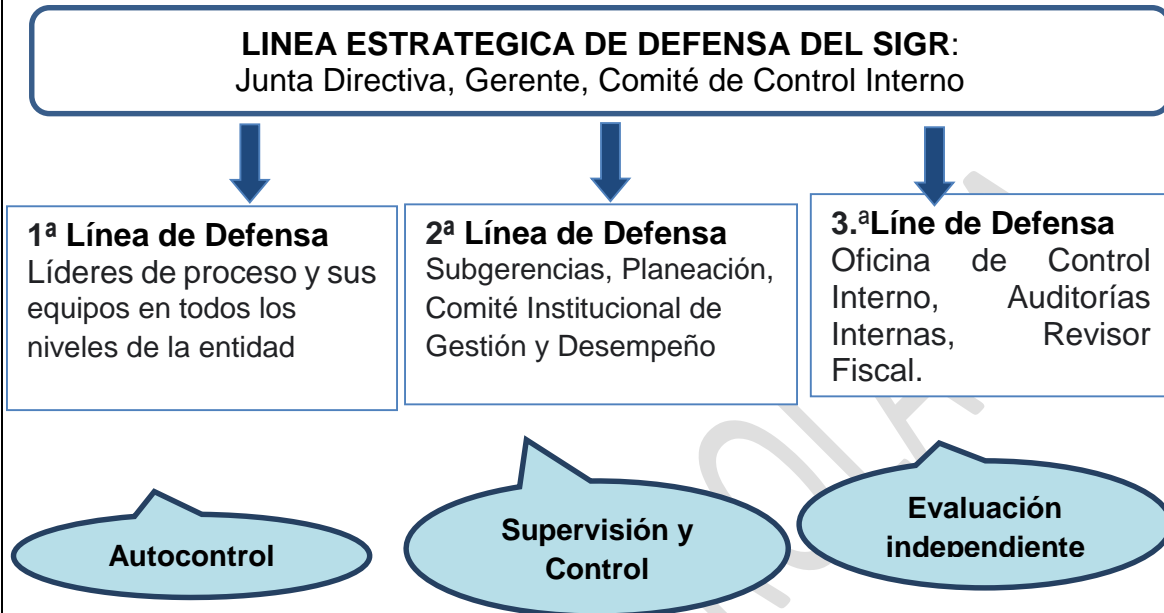 LINEA ESTRATEGICA DE DEFENSA DEL SIGR:
Junta Directiva, Gerente, Comité de Control Interno
1ª Línea de Defensa
Líderes de proceso y sus
equipos en todos los
niveles de la entidad
2ª Línea de Defensa
Subgerencias, Planeación,
Comité Institucional de
Gestión y Desempeño
3.ªLíne de Defensa
Oficina de Control
Interno, Auditorías
Internas, Revisor
Fiscal.
Autocontrol
Supervisión y
Control
Evaluación
independiente